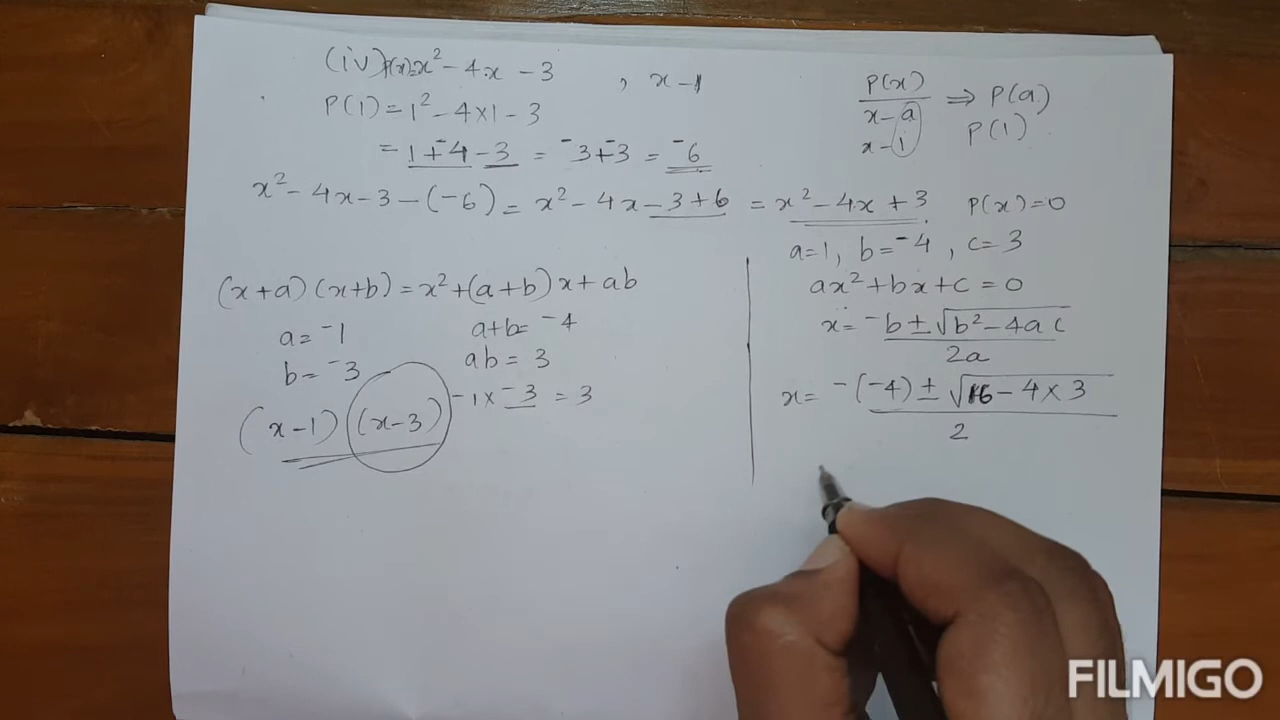 (iv) P(x)=x² - 4x - 3 , x - 1
P(1) = 1² - 4×1 - 3
= 1 + ⁻4 - 3 = ⁻3 + ⁻3 = ⁻6
x² - 4x - 3 - (-6) = x² - 4x - 3 + 6 = x² - 4x + 3
(x+a)(x+b) = x² + (a+b)x + ab
a = ⁻1 a+b = ⁻4
b = ⁻3 ab = 3
⁻1 × ⁻3 = 3
(x-1)(x-3)
P(x)/(x-a) ⇒ P(a)
x-1 P(1)
P(x)=0
a=1, b=⁻4, c=3
ax²+bx+c=0
x = (⁻b ± √(b²-4ac))/2a
x = (-(-4) ± √(16-4×3))/2
FILMIGO